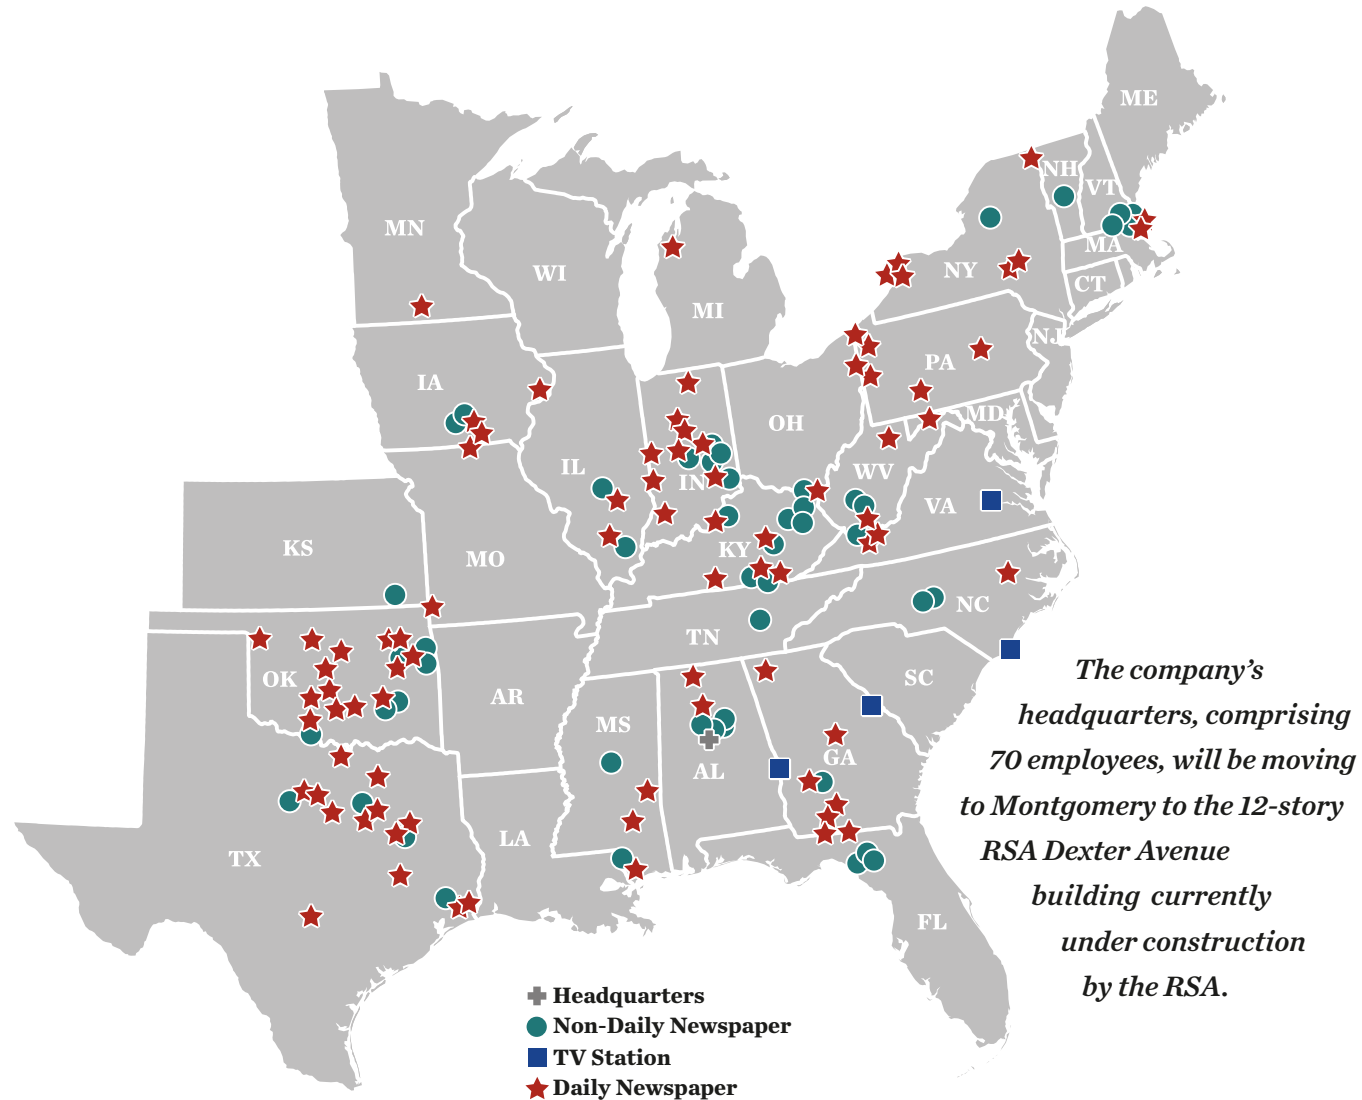 ME
NH
VT
MN
MA
WI
NY
CT
MI
NJ
PA
IA
MD
OH
IL
WV
IN
VA
KS
KY
MO
NC
TN
OK
SC
AR
MS
GA
AL
LA
TX
FL
The company’s
headquarters, comprising
70 employees, will be moving
to Montgomery to the 12-story
RSA Dexter Avenue
building currently
under construction
by the RSA.
Headquarters
Non-Daily Newspaper
TV Station
Daily Newspaper